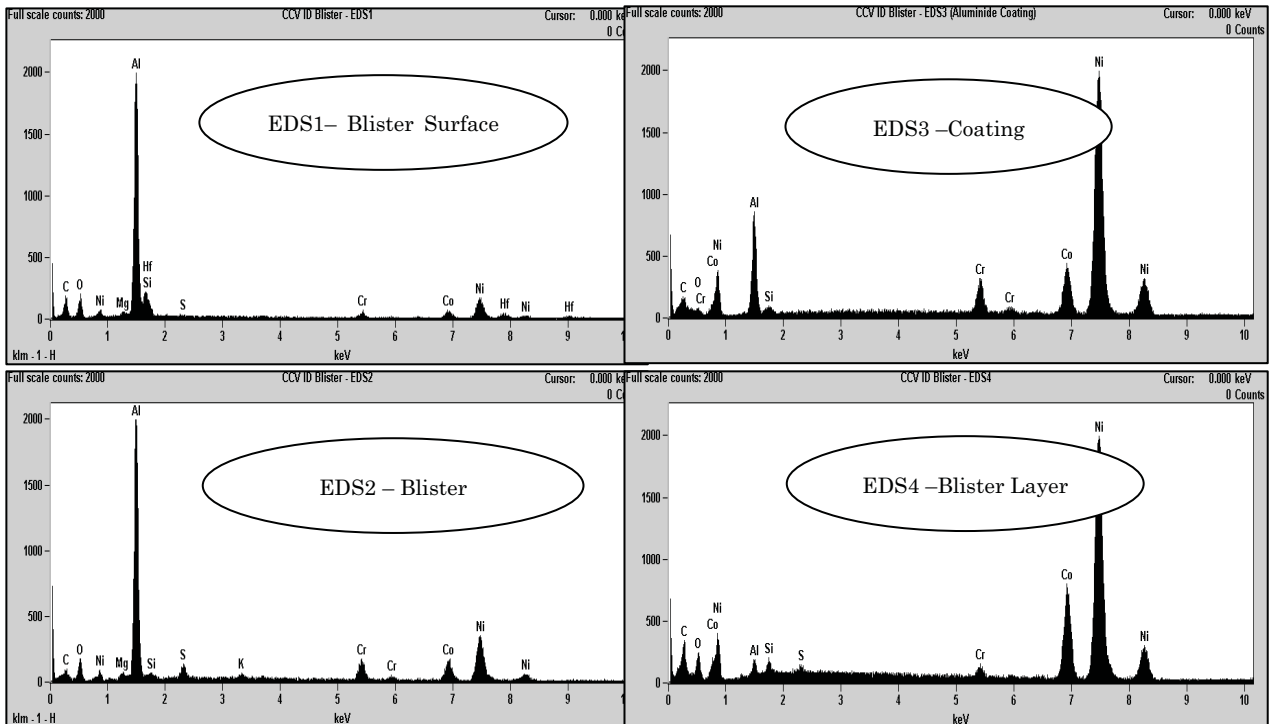 Full scale counts: 2000 CCV ID Blister - EDS1 Cursor: 0.000 keV
0 Cou
2000
1500
1000
500
0
Al
EDS1– Blister Surface
C
O
Ni
Mg
Hf
Si
S
Cr
Co
Ni
Hf
Ni
Hf
0 1 2 3 4 5 6 7 8 9
klm - 1 - H keV
Full scale counts: 2000 CCV ID Blister - EDS3 (Aluminide Coating) Cursor: 0.000 keV
0 Counts
2000
1500
1000
500
0
Ni
EDS3 –Coating
C
O
Cr
Ni
Co
Al
Si
Cr
Cr
Co
Ni
0 1 2 3 4 5 6 7 8 9 10
keV
Full scale counts: 2000 CCV ID Blister - EDS2 Cursor: 0.000 keV
0 Cou
2000
1500
1000
500
0
Al
EDS2 – Blister
C
O
Ni
Mg
Si
S
K
Cr
Cr
Co
Ni
Ni
0 1 2 3 4 5 6 7 8 9
klm - 1 - H keV
Full scale counts: 2000 CCV ID Blister - EDS4 Cursor: 0.000 keV
0 Counts
2000
1500
1000
500
0
Ni
EDS4 –Blister Layer
C
O
Ni
Co
Al
Si
S
Cr
Co
Ni
0 1 2 3 4 5 6 7 8 9 10
keV